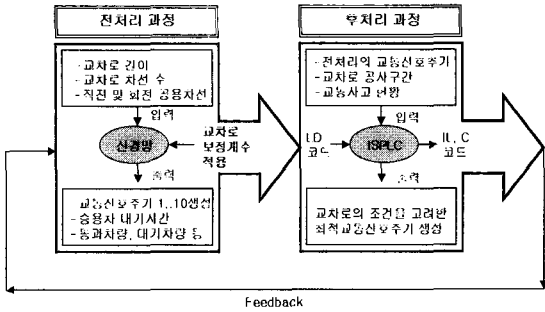 전처리 과정
- 교차로 길이
- 교차로 차선 수
- 직진 및 회전 공용차선
입력
신경망
교차로
보정계수
적용
출력
교통신호주기 1..10생성
- 승용차 대기시간
- 통과차량, 대기차량 등
후처리 과정
- 전처리의 교통신호주기
- 교차로 공사구간
- 교통사고 현황
입력
LD
코드
ISPLC
IL, C
코드
출력
교차로의 조건을 고려한
최적교통신호주기 생성
Feedback